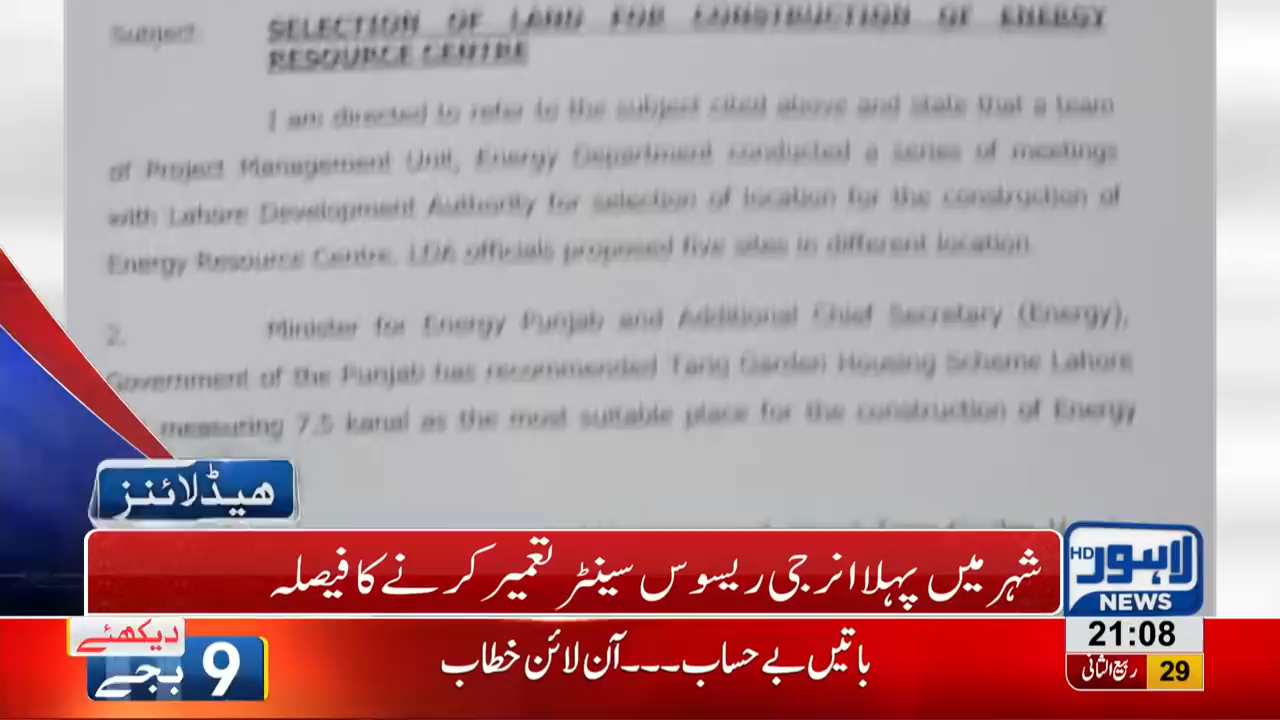 Subject: SELECTION OF LAND FOR CONSTRUCTION OF ENERGY
RESOURCE CENTRE
I am directed to refer to the subject cited above and state that a team
of Project Management Unit, Energy Department conducted a series of meetings
with Lahore Development Authority for selection of location for the construction of
Energy Resource Centre. LDA officials proposed five sites in different location.
2. Minister for Energy Punjab and Additional Chief Secretary (Energy),
Government of the Punjab has recommended Tariq Garden Housing Scheme Lahore
measuring 7.5 kanal as the most suitable place for the construction of Energy
ھیڈلائنز
شہر میں پہلا انرجی ریسوس سینٹر تعمیر کرنے کا فیصلہ
لاہور HD
NEWS
21:08
29 ربیع الثانی
دیکھئے
9 بجے
باتیں بے حساب ۔۔۔ آن لائن خطاب